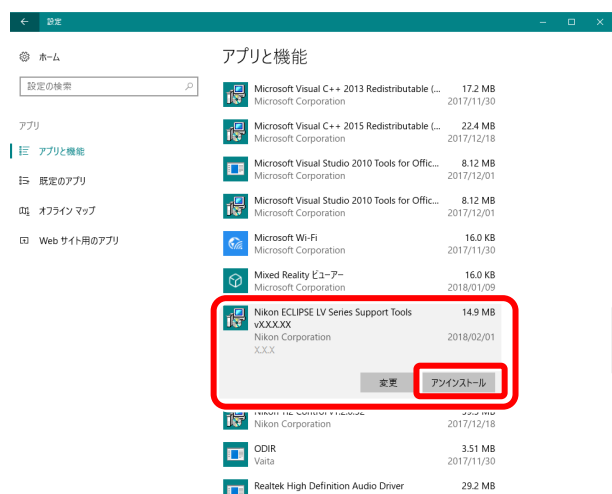 設定
ホーム
設定の検索
アプリ
アプリと機能
既定のアプリ
オフライン マップ
Web サイト用のアプリ
アプリと機能
Microsoft Visual C++ 2013 Redistributable (... 17.2 MB
Microsoft Corporation 2017/11/30
Microsoft Visual C++ 2015 Redistributable (... 22.4 MB
Microsoft Corporation 2017/12/18
Microsoft Visual Studio 2010 Tools for Offic... 8.12 MB
Microsoft Corporation 2017/12/01
Microsoft Visual Studio 2010 Tools for Offic... 8.12 MB
Microsoft Corporation 2017/12/01
Microsoft Wi-Fi 16.0 KB
Microsoft Corporation 2017/11/30
Mixed Reality ビューアー 16.0 KB
Microsoft Corporation 2018/01/09
Nikon ECLIPSE LV Series Support Tools 14.9 MB
vX.X.X.XX
Nikon Corporation 2018/02/01
X.X.X
変更 アンインストール
Nikon Corporation 2017/12/18
ODIR 3.51 MB
Vaita 2017/11/30
Realtek High Definition Audio Driver 29.2 MB